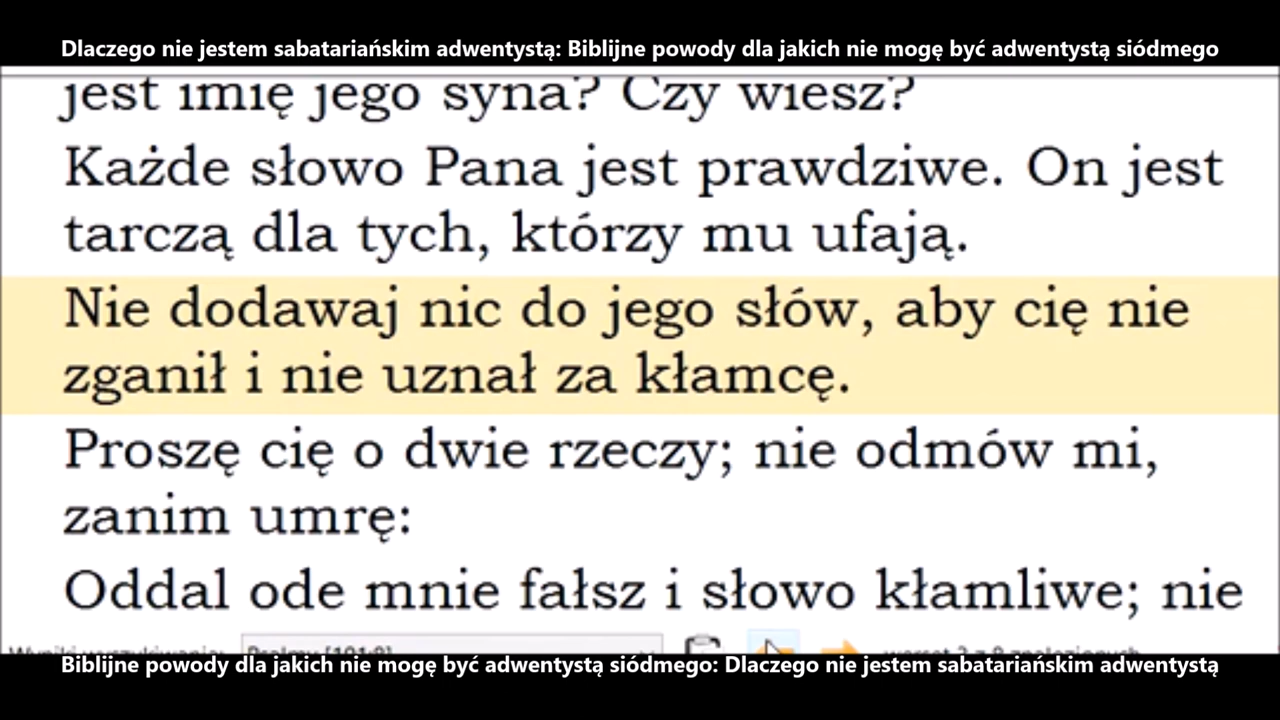 Dlaczego nie jestem sabatariańskim adwentystą: Biblijne powody dla jakich nie mogę być adwentystą siódmego
jest imię jego syna? Czy wiesz?
Każde słowo Pana jest prawdziwe. On jest
tarczą dla tych, którzy mu ufają.
Nie dodawaj nic do jego słów, aby cię nie
zganił i nie uznał za kłamcę.
Proszę cię o dwie rzeczy; nie odmów mi,
zanim umrę:
Oddal ode mnie fałsz i słowo kłamliwe; nie
Biblijne powody dla jakich nie mogę być adwentystą siódmego: Dlaczego nie jestem sabatariańskim adwentystą